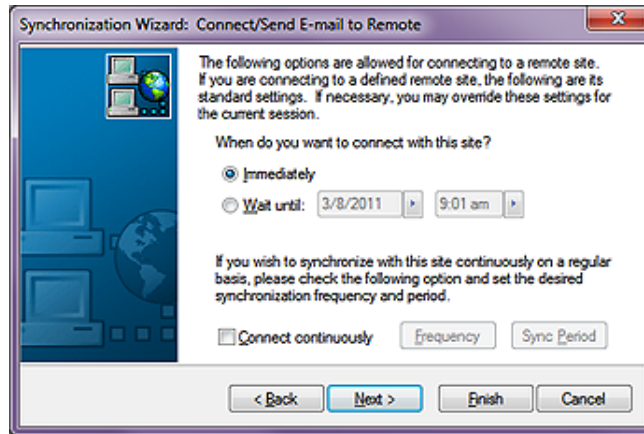 Synchronization Wizard: Connect/Send E-mail to Remote
The following options are allowed for connecting to a remote site.
If you are connecting to a defined remote site, the following are its
standard settings. If necessary, you may override these settings for
the current session.
When do you want to connect with this site?
Immediately
Wait until: 3/8/2011 9:01 am
If you wish to synchronize with this site continuously on a regular
basis, please check the following option and set the desired
synchronization frequency and period.
Connect continuously Frequency Sync Period
< Back Next > Finish Cancel